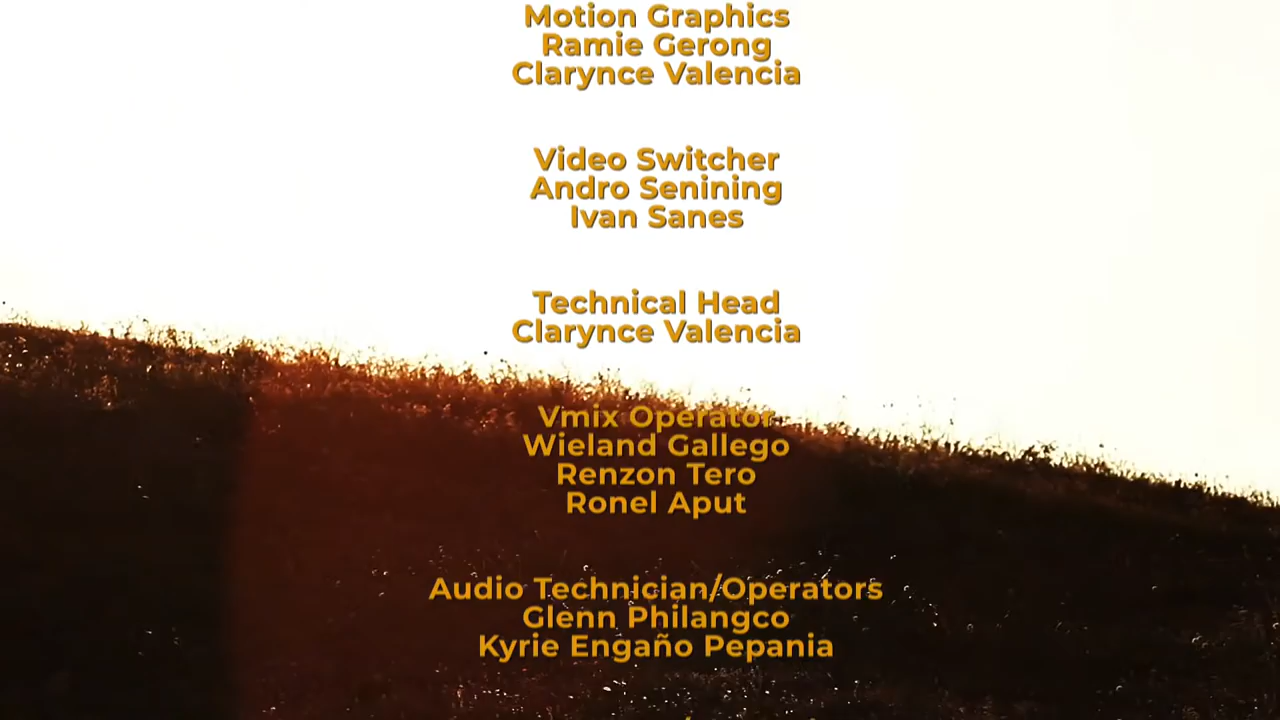 Motion Graphics
Ramie Gerong
Clarynce Valencia
Video Switcher
Andro Senining
Ivan Sanes
Technical Head
Clarynce Valencia
Vmix Operator
Wieland Gallego
Renzon Tero
Ronel Aput
Audio Technician/Operators
Glenn Philangco
Kyrie Engaño Pepania